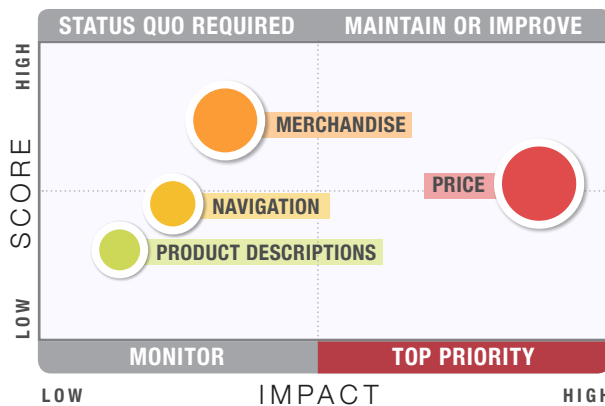 STATUS QUO REQUIRED
MAINTAIN OR IMPROVE
HIGH
SCORE
LOW
MERCHANDISE
PRICE
NAVIGATION
PRODUCT DESCRIPTIONS
MONITOR
TOP PRIORITY
LOW
IMPACT
HIGH